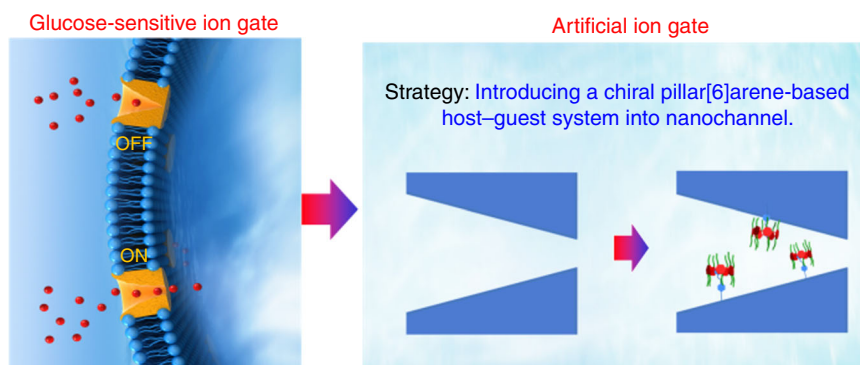 Glucose-sensitive ion gate
Artificial ion gate
Strategy: Introducing a chiral pillar[6]arene-based
host–guest system into nanochannel.
OFF
ON